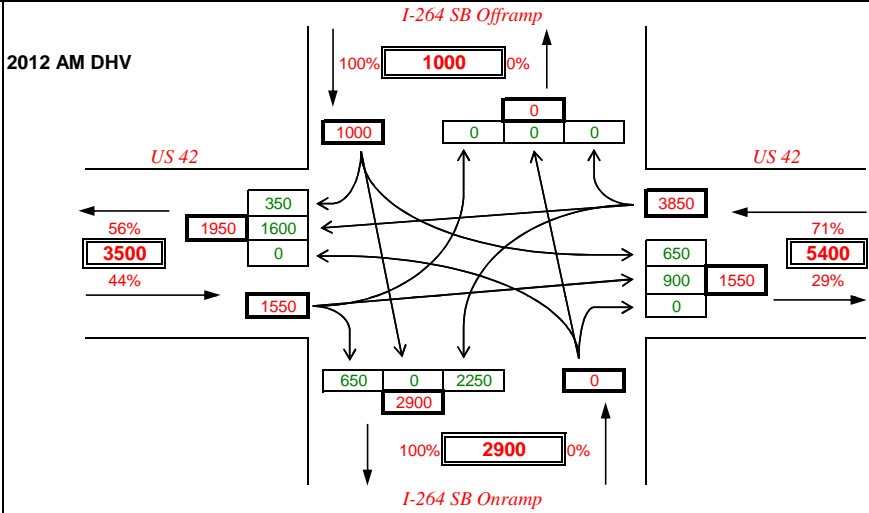 I-264 SB Offramp
2012 AM DHV
100% 1000 0%
0
1000 0 0 0
US 42 US 42
350 3850
56% 1950 1600 71%
3500 0 650 5400
44% 900 1550 29%
1550 0
650 0 2250 0
2900
100% 2900 0%
I-264 SB Onramp